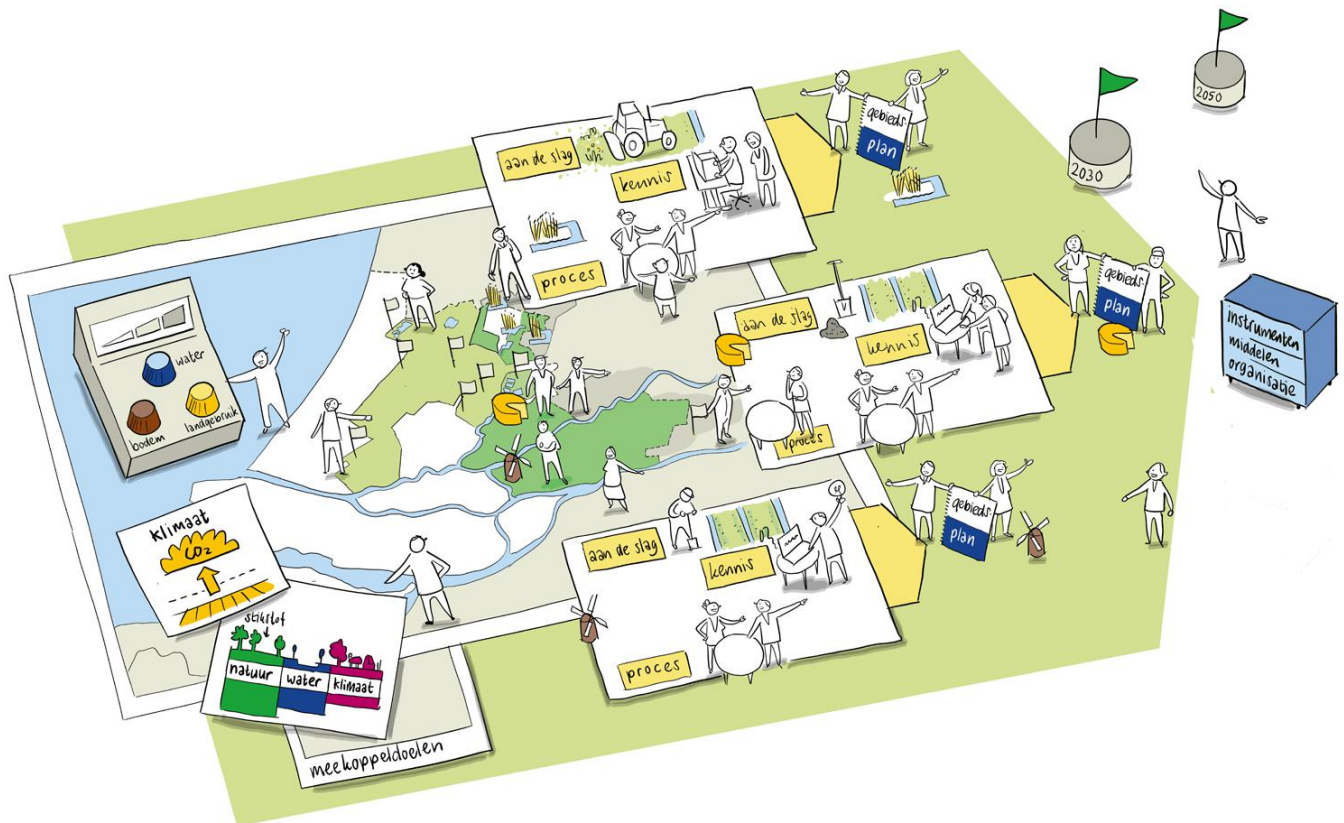 2050
2030
gebieds
plan
aan de slag
kennis
proces
gebieds
plan
aan de slag
kennis
proces
instrumenten
middelen
organisatie
water
landgebruik
bodem
gebieds
plan
aan de slag
kennis
proces
klimaat
CO2
stikstof
natuur
water
klimaat
meekoppeldoelen